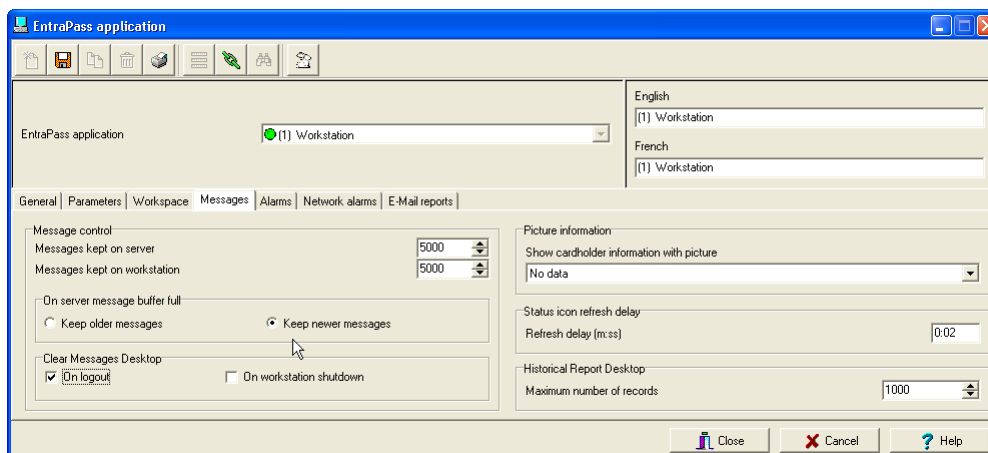 EntraPass application
English
(1) Workstation
EntraPass application
(1) Workstation
French
(1) Workstation
General Parameters Workspace Messages Alarms Network alarms E-Mail reports
Message control
Messages kept on server 5000
Messages kept on workstation 5000
On server message buffer full
Keep older messages Keep newer messages
Clear Messages Desktop
On logout On workstation shutdown
Picture information
Show cardholder information with picture
No data
Status icon refresh delay
Refresh delay (m:ss) 0:02
Historical Report Desktop
Maximum number of records 1000
Close Cancel ? Help